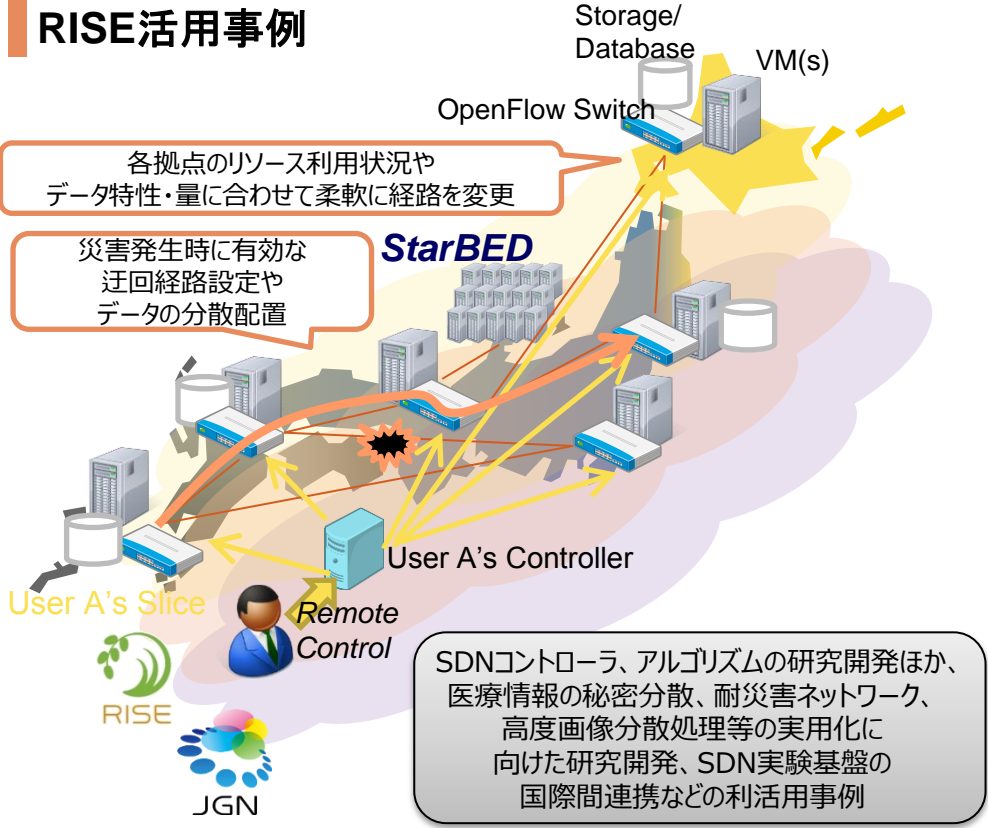 RISE活用事例
Storage/
Database
VM(s)
OpenFlow Switch
各拠点のリソース利用状況や
データ特性・量に合わせて柔軟に経路を変更
災害発生時に有効な
迂回経路設定や
データの分散配置
StarBED
User A's Controller
User A's Slice
Remote
Control
RISE
JGN
SDNコントローラ、アルゴリズムの研究開発ほか、
医療情報の秘密分散、耐災害ネットワーク、
高度画像分散処理等の実用化に
向けた研究開発、SDN実験基盤の
国際間連携などの利活用事例